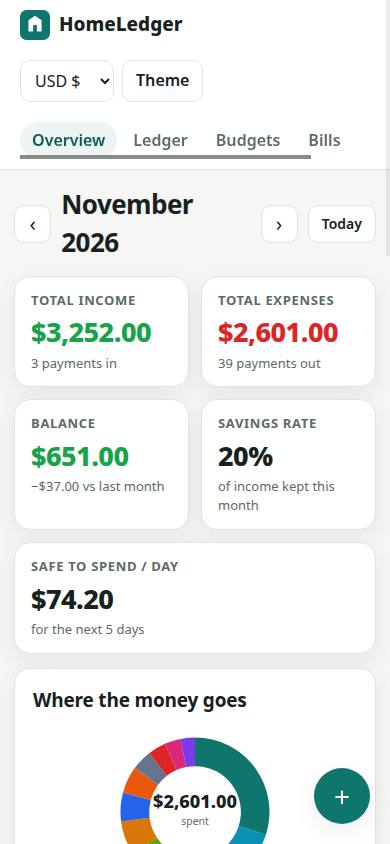 HomeLedger
USD $
Theme
Overview Ledger Budgets Bills
‹ November 2026 › Today
TOTAL INCOME
$3,252.00
3 payments in
TOTAL EXPENSES
$2,601.00
39 payments out
BALANCE
$651.00
−$37.00 vs last month
SAVINGS RATE
20%
of income kept this
month
SAFE TO SPEND / DAY
$74.20
for the next 5 days
Where the money goes
$2,601.00
spent
+